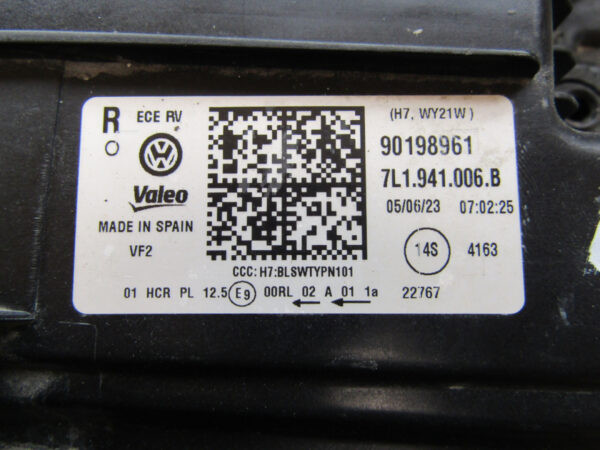 R ECE RV
O
VW
Valeo
MADE IN SPAIN
VF2
CCC: H7:BLSWTYPN101
(H7, WY21W)
90198961
7L1.941.006.B
05/06/23 07:02:25
14S 4163
01 HCR PL 12.5 E9 00RL 02 A 01 1a 22767